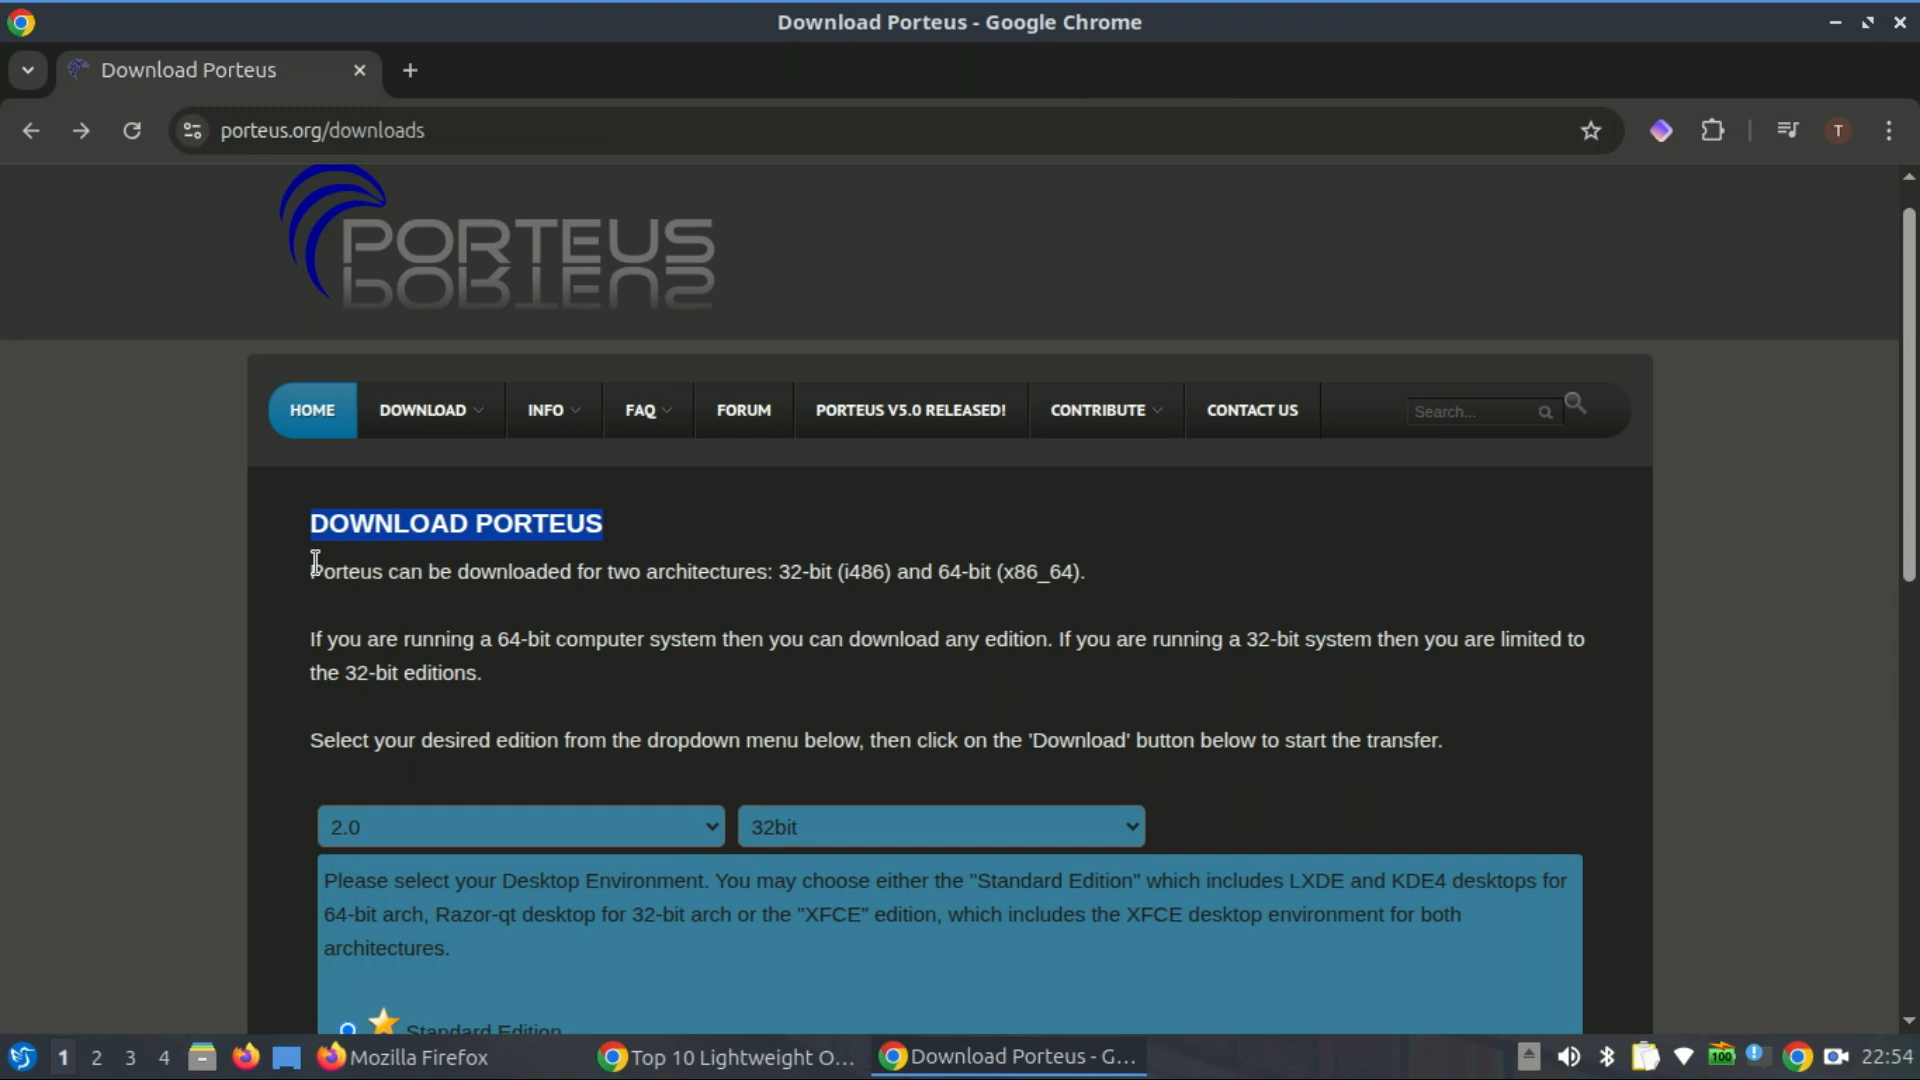 Download Porteus - Google Chrome
Download Porteus
porteus.org/downloads
T
PORTEUS
HOME
DOWNLOAD
INFO
FAQ
FORUM
PORTEUS V5.0 RELEASED!
CONTRIBUTE
CONTACT US
Search...
DOWNLOAD PORTEUS
Porteus can be downloaded for two architectures: 32-bit (i486) and 64-bit (x86_64).
If you are running a 64-bit computer system then you can download any edition. If you are running a 32-bit system then you are limited to
the 32-bit editions.
Select your desired edition from the dropdown menu below, then click on the 'Download' button below to start the transfer.
2.0
32bit
Please select your Desktop Environment. You may choose either the "Standard Edition" which includes LXDE and KDE4 desktops for
64-bit arch, Razor-qt desktop for 32-bit arch or the "XFCE" edition, which includes the XFCE desktop environment for both
architectures.
Standard Edition
1 2 3 4 Mozilla Firefox Top 10 Lightweight O... Download Porteus - G... 100 22:54